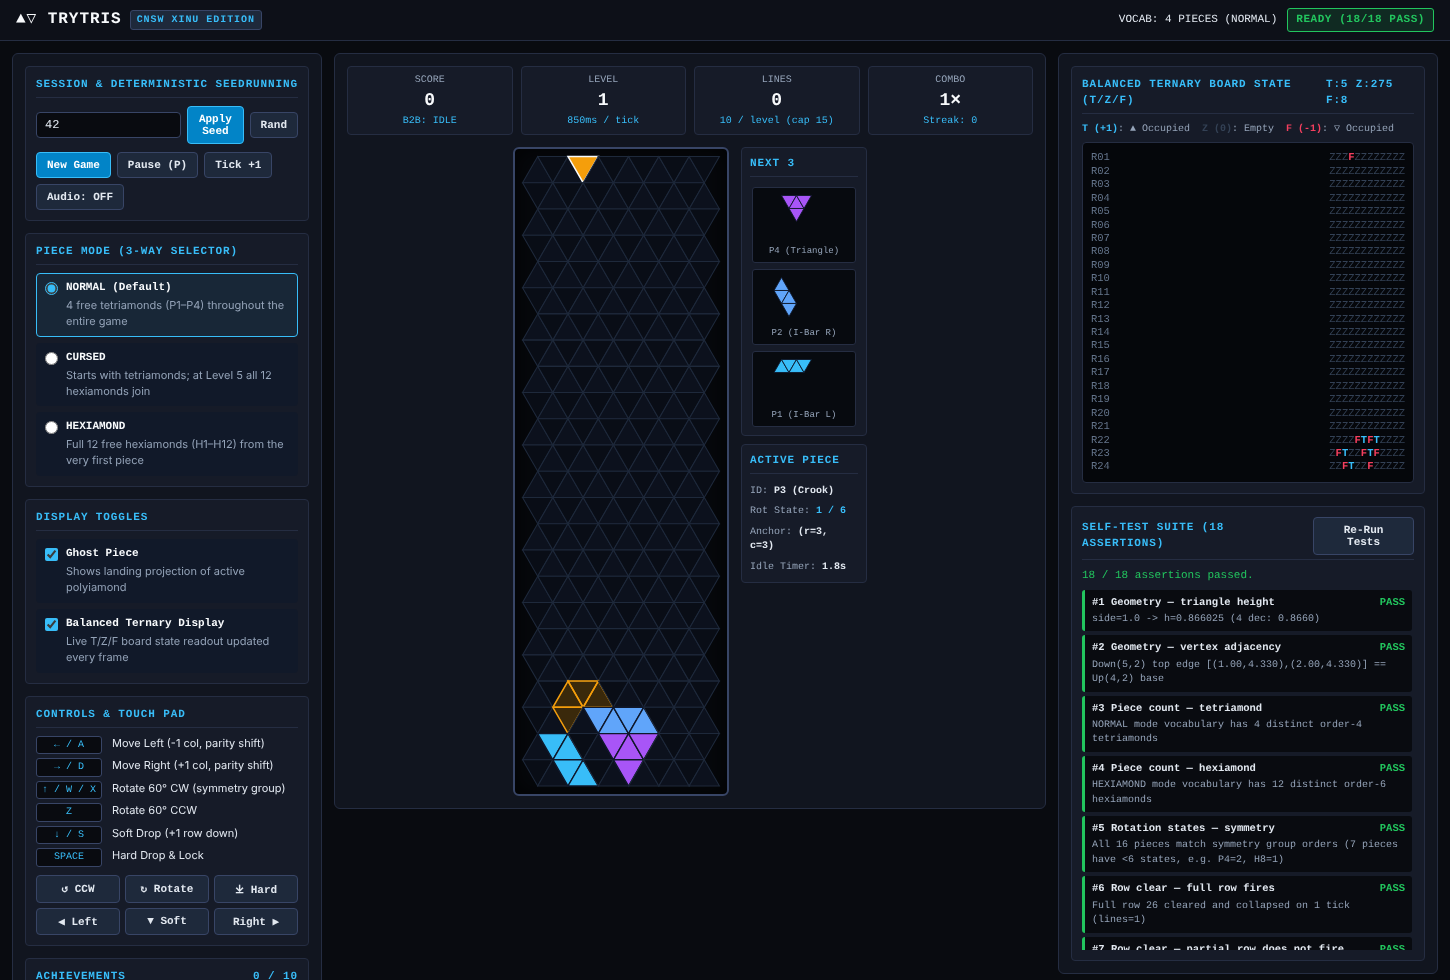 ▲▽ TRYTRIS CNSW XINU EDITION
VOCAB: 4 PIECES (NORMAL) READY (18/18 PASS)
SESSION & DETERMINISTIC SEEDRUNNING
42
Apply Seed
Rand
New Game
Pause (P)
Tick +1
Audio: OFF
PIECE MODE (3-WAY SELECTOR)
NORMAL (Default)
4 free tetriamonds (P1–P4) throughout the
entire game
CURSED
Starts with tetriamonds; at Level 5 all 12
hexiamonds join
HEXIAMOND
Full 12 free hexiamonds (H1–H12) from the
very first piece
DISPLAY TOGGLES
Ghost Piece
Shows landing projection of active
polyiamond
Balanced Ternary Display
Live T/Z/F board state readout updated
every frame
CONTROLS & TOUCH PAD
← / A Move Left (-1 col, parity shift)
→ / D Move Right (+1 col, parity shift)
↑ / W / X Rotate 60° CW (symmetry group)
Z Rotate 60° CCW
↓ / S Soft Drop (+1 row down)
SPACE Hard Drop & Lock
↺ CCW
↻ Rotate
Hard
◀ Left
▼ Soft
Right ▶
ACHIEVEMENTS 0 / 10
SCORE
0
B2B: IDLE
LEVEL
1
850ms / tick
LINES
0
10 / level (cap 15)
COMBO
1×
Streak: 0
NEXT 3
P4 (Triangle)
P2 (I-Bar R)
P1 (I-Bar L)
ACTIVE PIECE
ID: P3 (Crook)
Rot State: 1 / 6
Anchor: (r=3,
c=3)
Idle Timer: 1.8s
BALANCED TERNARY BOARD STATE
(T/Z/F)
T:5 Z:275
F:8
T (+1): ▲ Occupied Z (0): Empty F (-1): ▽ Occupied
R01 ZZZFZZZZZZZZ
R02 ZZZZZZZZZZZZ
R03 ZZZZZZZZZZZZ
R04 ZZZZZZZZZZZZ
R05 ZZZZZZZZZZZZ
R06 ZZZZZZZZZZZZ
R07 ZZZZZZZZZZZZ
R08 ZZZZZZZZZZZZ
R09 ZZZZZZZZZZZZ
R10 ZZZZZZZZZZZZ
R11 ZZZZZZZZZZZZ
R12 ZZZZZZZZZZZZ
R13 ZZZZZZZZZZZZ
R14 ZZZZZZZZZZZZ
R15 ZZZZZZZZZZZZ
R16 ZZZZZZZZZZZZ
R17 ZZZZZZZZZZZZ
R18 ZZZZZZZZZZZZ
R19 ZZZZZZZZZZZZ
R20 ZZZZZZZZZZZZ
R21 ZZZZZZZZZZZZ
R22 ZZZZFTFTZZZZ
R23 ZFTZZFTFZZZZ
R24 ZZFTZZFZZZZZ
SELF-TEST SUITE (18
ASSERTIONS)
Re-Run
Tests
18 / 18 assertions passed.
#1 Geometry — triangle height PASS
side=1.0 -> h=0.866025 (4 dec: 0.8660)
#2 Geometry — vertex adjacency PASS
Down(5,2) top edge [(1.00,4.330),(2.00,4.330)] ==
Up(4,2) base
#3 Piece count — tetriamond PASS
NORMAL mode vocabulary has 4 distinct order-4
tetriamonds
#4 Piece count — hexiamond PASS
HEXIAMOND mode vocabulary has 12 distinct order-6
hexiamonds
#5 Rotation states — symmetry PASS
All 16 pieces match symmetry group orders (7 pieces
have <6 states, e.g. P4=2, H8=1)
#6 Row clear — full row fires PASS
Full row 26 cleared and collapsed on 1 tick
(lines=1)
#7 Row clear — partial row does not fire PASS